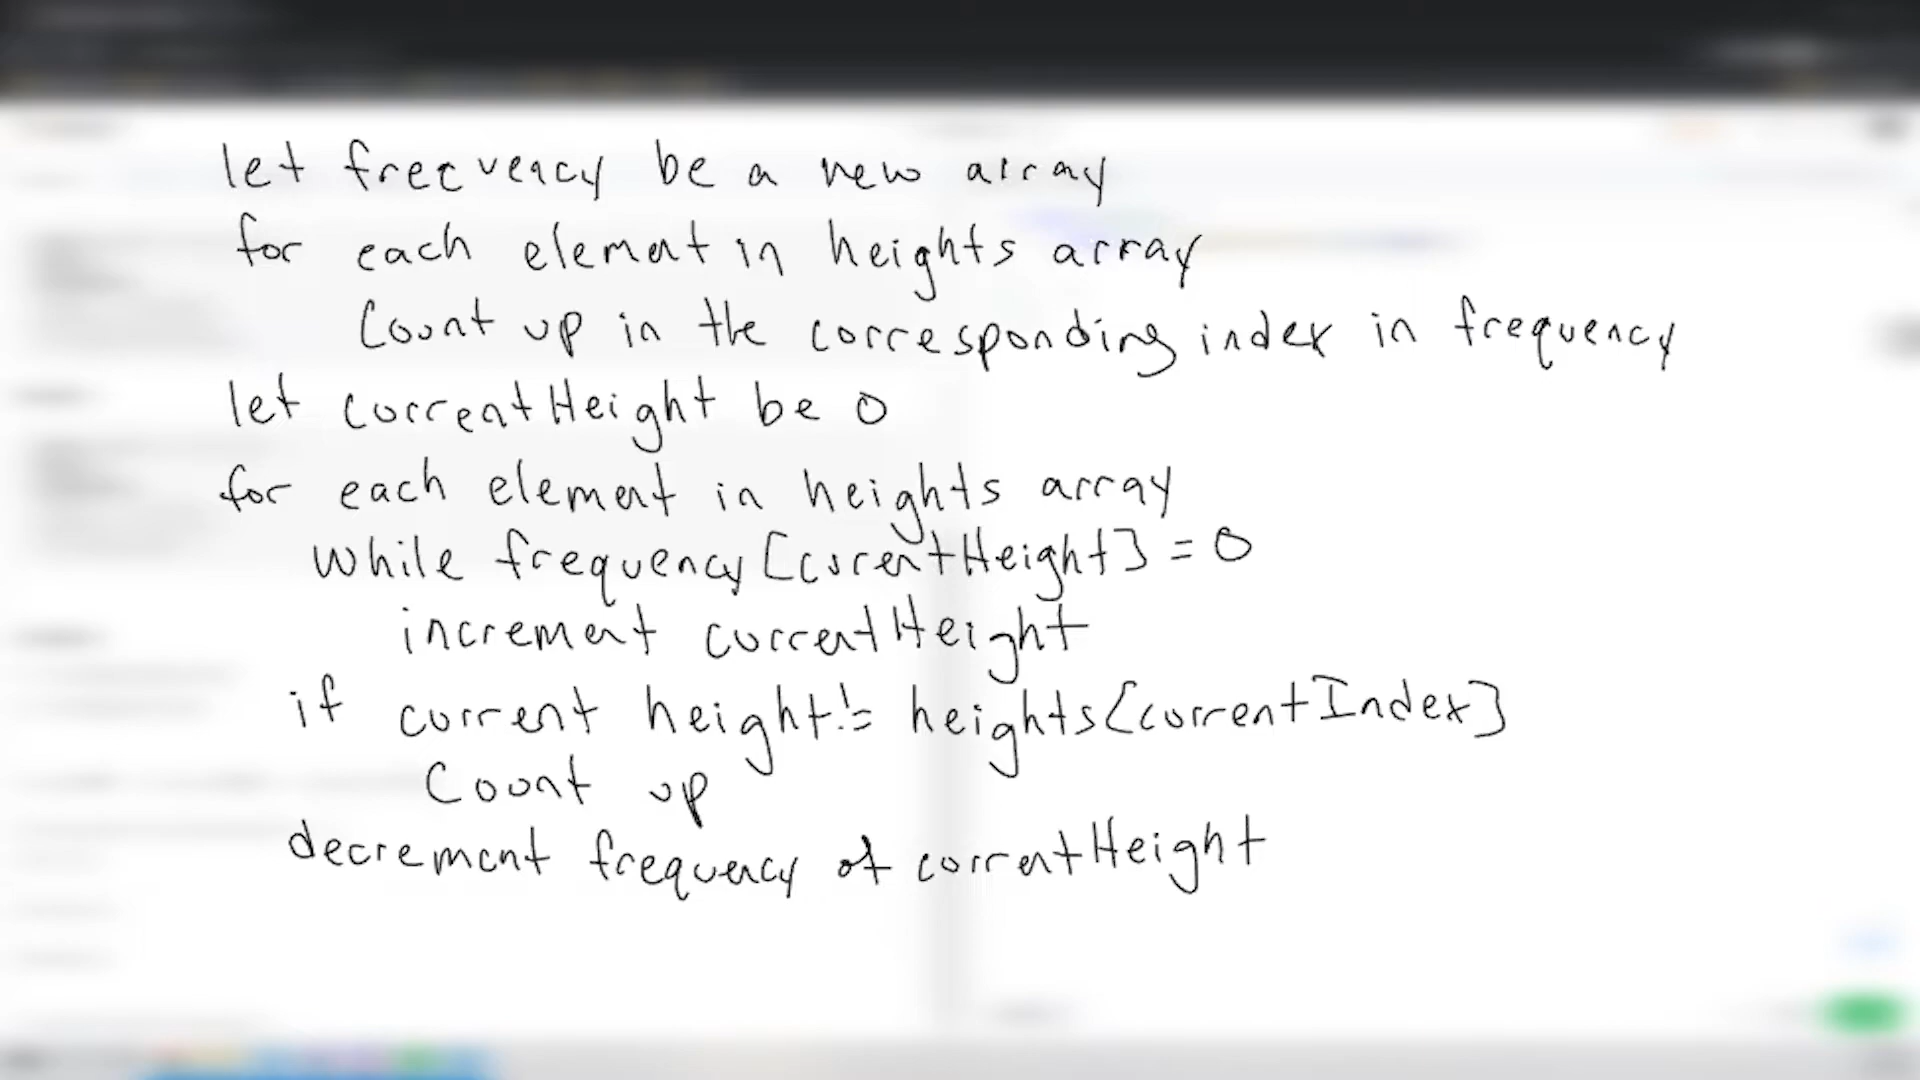 let frequency be a new array
for each element in heights array
Count up in the corresponding index in frequency
let currentHeight be 0
for each element in heights array
while frequency[curentHeight] = 0
increment currentHeight
if current height != heights[currentIndex]
Count up
decrement frequency of currentHeight